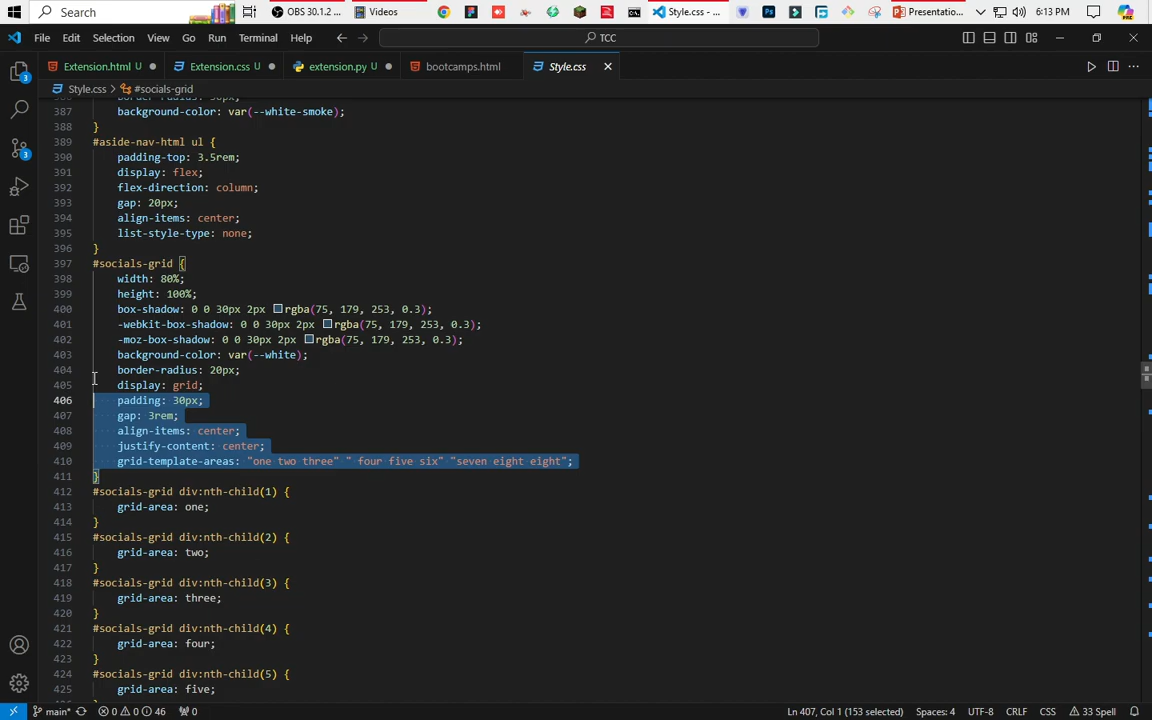 Search
OBS 30.1.2 ...
Videos
Style.css - ...
Presentatio...
6:13 PM
File Edit Selection View Go Run Terminal Help
TCC
Extension.html
Extension.css
extension.py
bootcamps.html
Style.css
Style.css > #socials-grid
387 background-color: var(--white-smoke);
388 }
389 #aside-nav-html ul {
390 padding-top: 3.5rem;
391 display: flex;
392 flex-direction: column;
393 gap: 20px;
394 align-items: center;
395 list-style-type: none;
396 }
397 #socials-grid {
398 width: 80%;
399 height: 100%;
400 box-shadow: 0 0 30px 2px rgba(75, 179, 253, 0.3);
401 -webkit-box-shadow: 0 0 30px 2px rgba(75, 179, 253, 0.3);
402 -moz-box-shadow: 0 0 30px 2px rgba(75, 179, 253, 0.3);
403 background-color: var(--white);
404 border-radius: 20px;
405 display: grid;
406 padding: 30px;
407 gap: 3rem;
408 align-items: center;
409 justify-content: center;
410 grid-template-areas: "one two three" " four five six" "seven eight eight";
411 }
412 #socials-grid div:nth-child(1) {
413 grid-area: one;
414 }
415 #socials-grid div:nth-child(2) {
416 grid-area: two;
417 }
418 #socials-grid div:nth-child(3) {
419 grid-area: three;
420 }
421 #socials-grid div:nth-child(4) {
422 grid-area: four;
423 }
424 #socials-grid div:nth-child(5) {
425 grid-area: five;
main*
0 0 46
0
Ln 407, Col 1 (153 selected)
Spaces: 4
UTF-8
CRLF
CSS
33 Spell